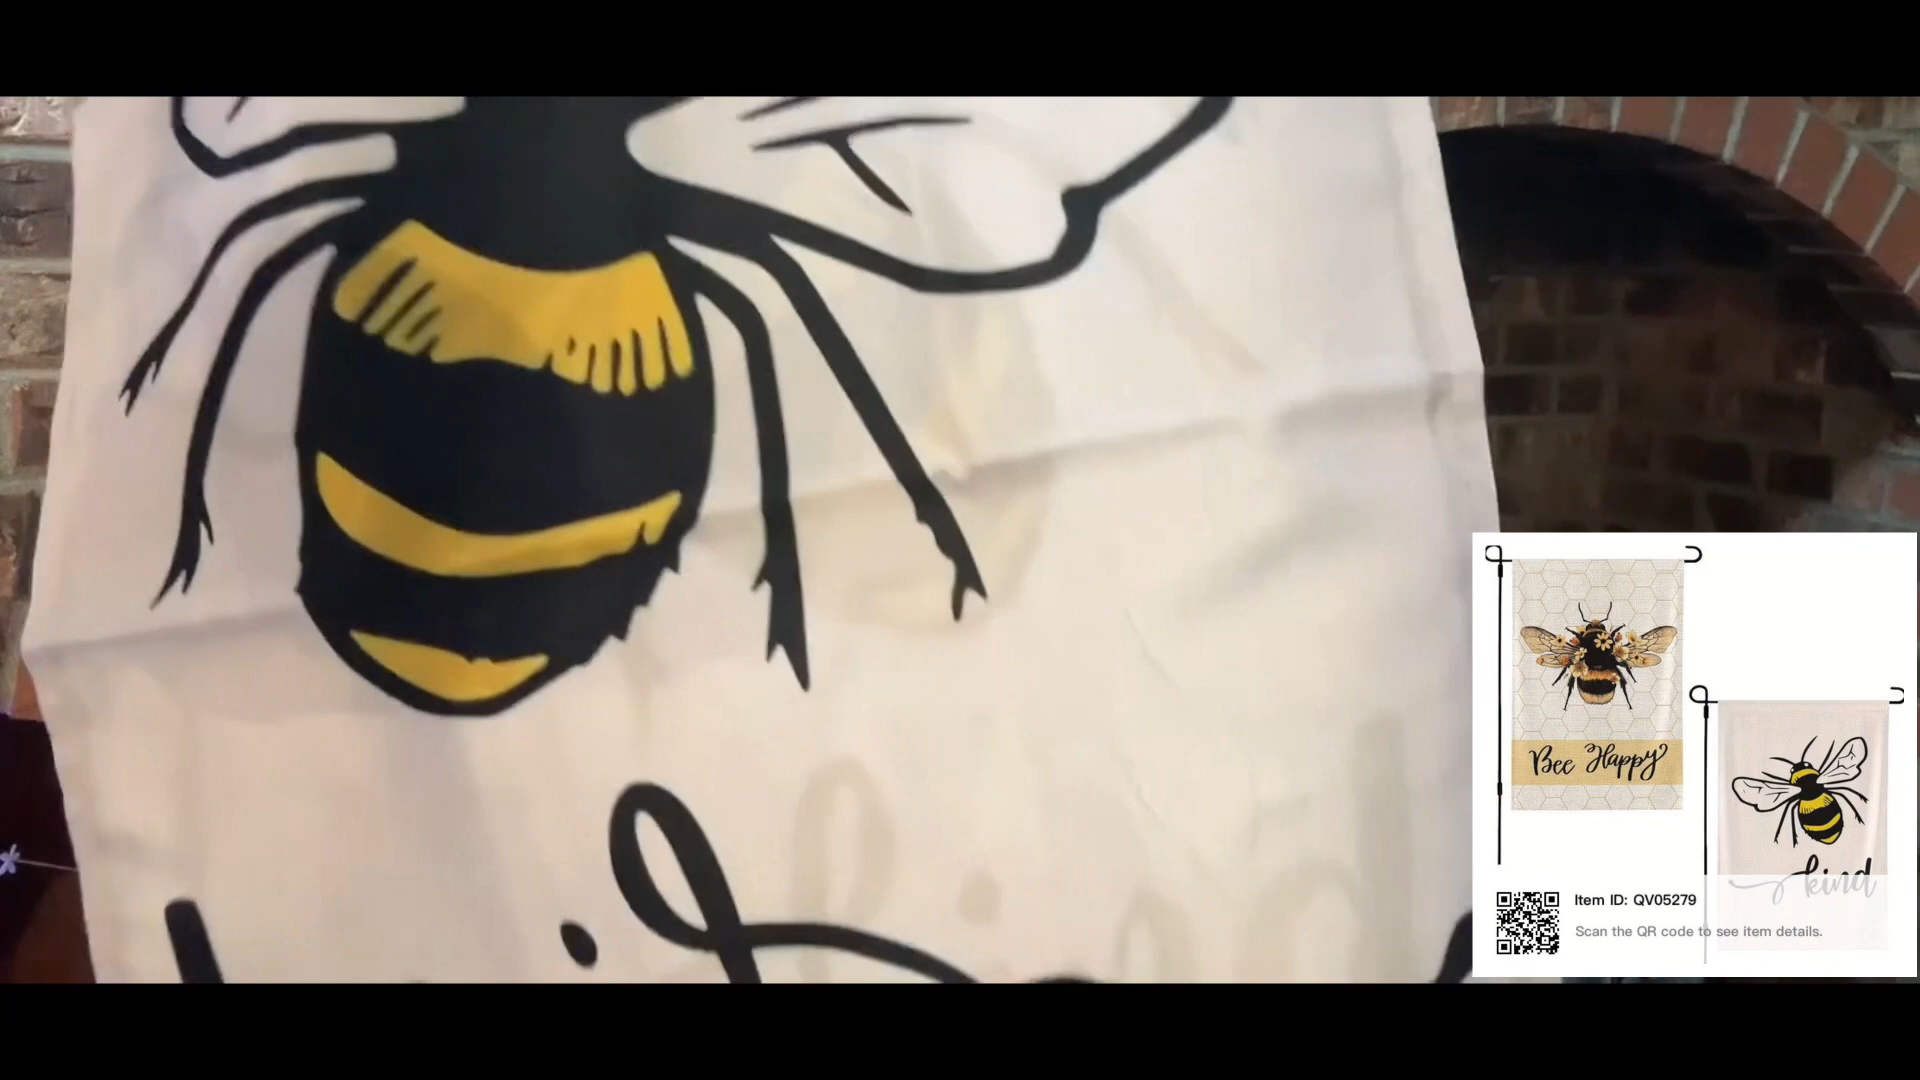 Bee Happy
kind
Item ID: QV05279
Scan the QR code to see item details.